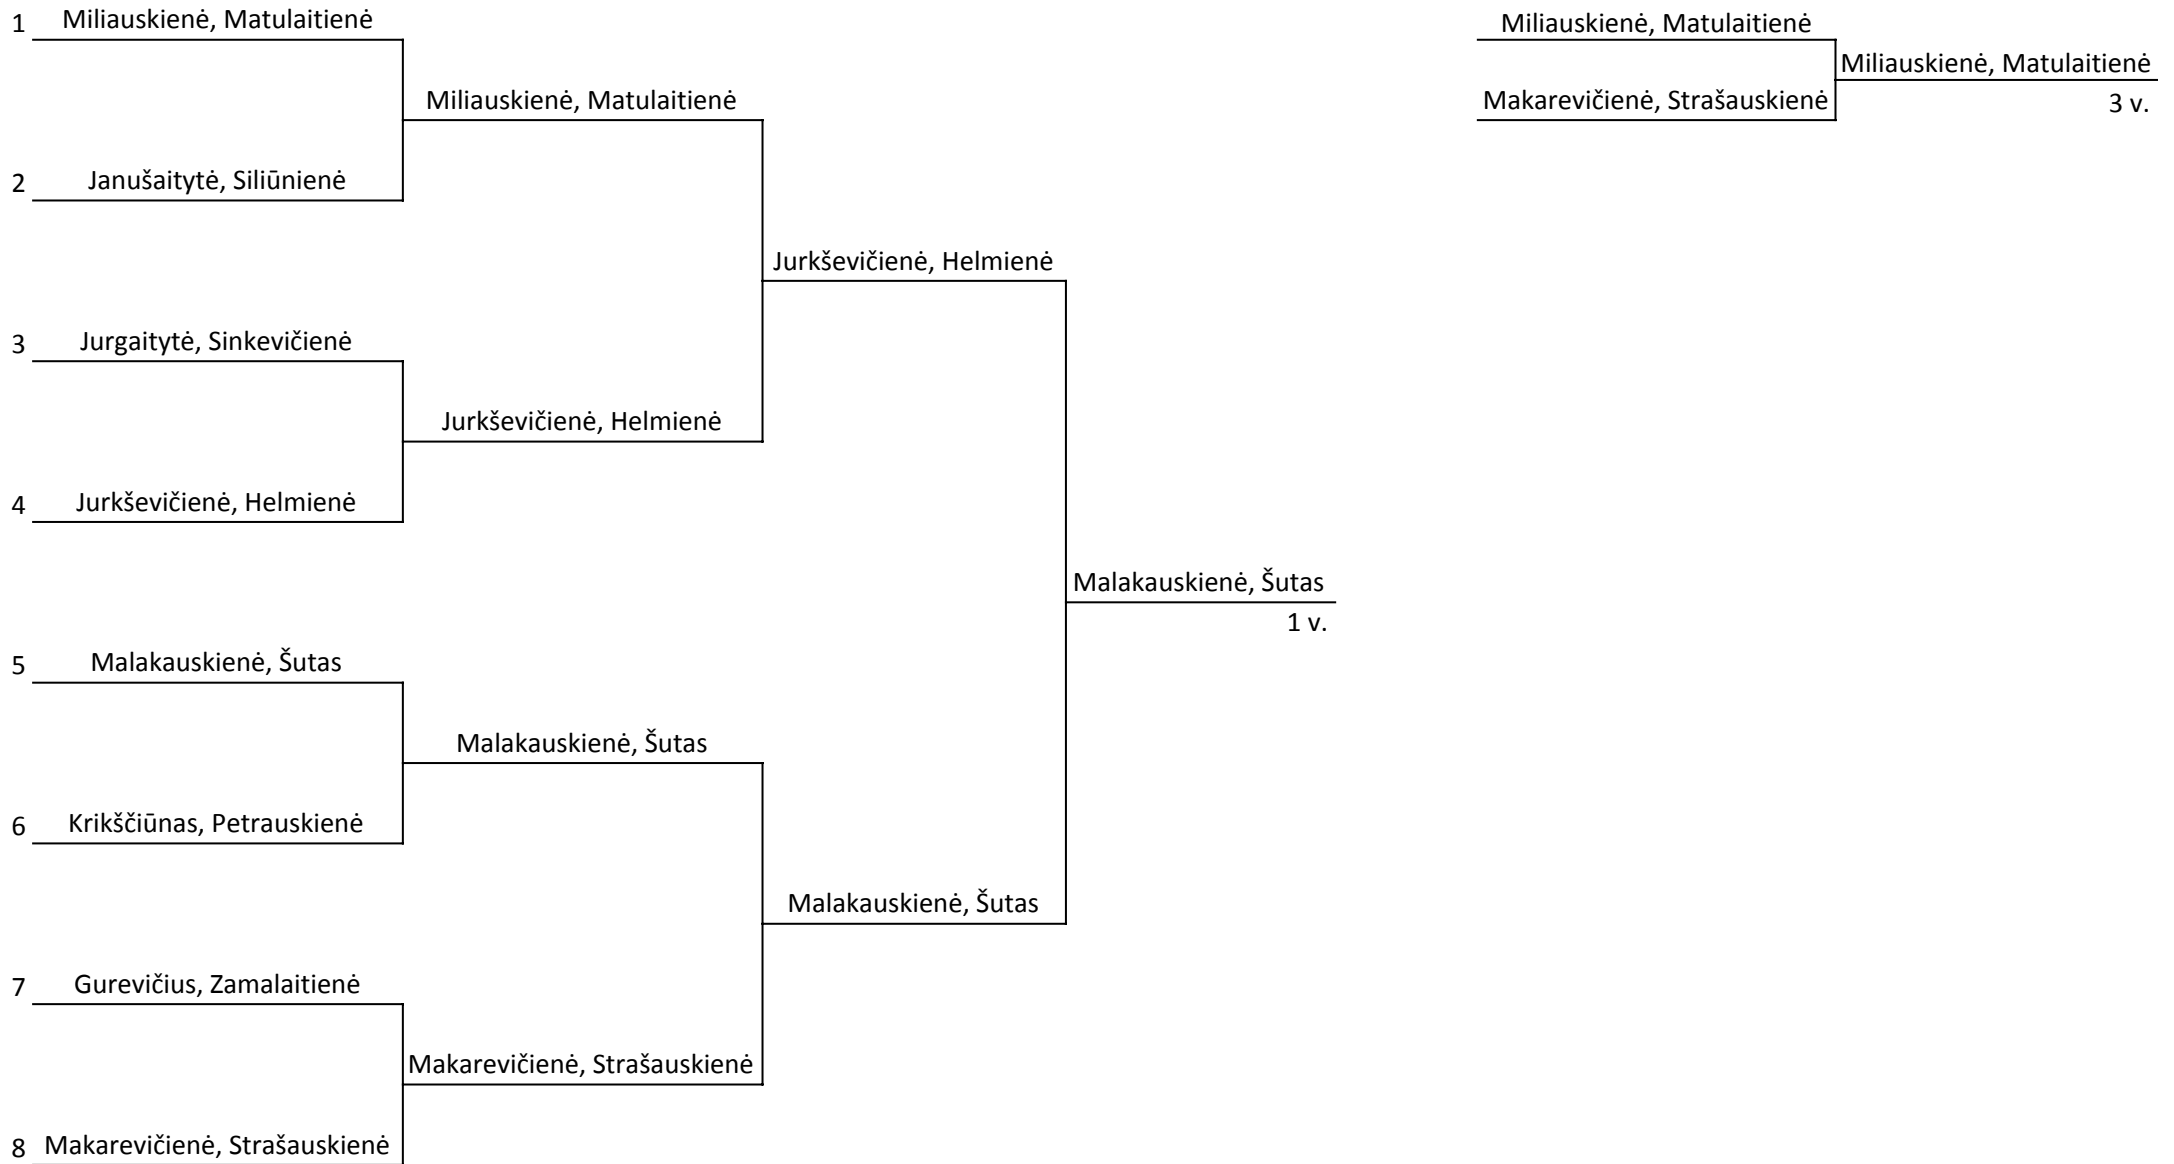 1 Miliauskienė, Matulaitienė
Miliauskienė, Matulaitienė
Miliauskienė, Matulaitienė
Makarevičienė, Strašauskienė
3 v.
Miliauskienė, Matulaitienė
2 Janušaitytė, Siliūnienė
Jurkševičienė, Helmienė
3 Jurgaitytė, Sinkevičienė
Jurkševičienė, Helmienė
4 Jurkševičienė, Helmienė
Malakauskienė, Šutas
1 v.
5 Malakauskienė, Šutas
Malakauskienė, Šutas
6 Krikščiūnas, Petrauskienė
Malakauskienė, Šutas
7 Gurevičius, Zamalaitienė
Makarevičienė, Strašauskienė
8 Makarevičienė, Strašauskienė